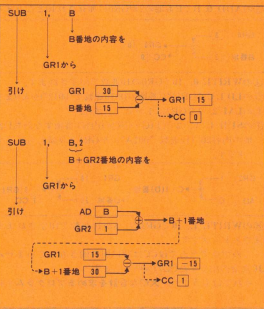 SUB 1, B
B番地の内容を
GR1から
引け
GR1 30
⊖ GR1 15
B番地 15
CC 0
SUB 1, B, 2
B+GR2番地の内容を
GR1から
引け
AD B
⊕ B+1番地
GR2 1
GR1 15
⊖ GR1 -15
B+1番地 30
CC 1